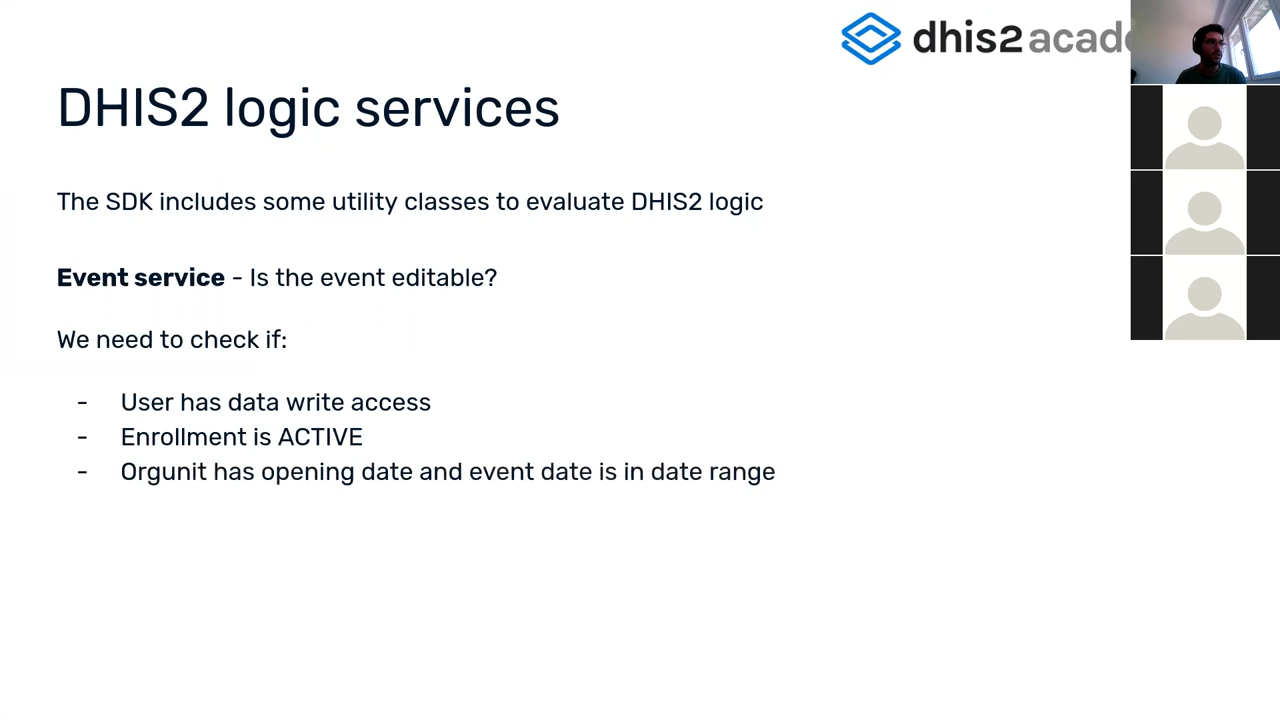 dhis2 acade
DHIS2 logic services
The SDK includes some utility classes to evaluate DHIS2 logic
Event service - Is the event editable?
We need to check if:
- User has data write access
- Enrollment is ACTIVE
- Orgunit has opening date and event date is in date range